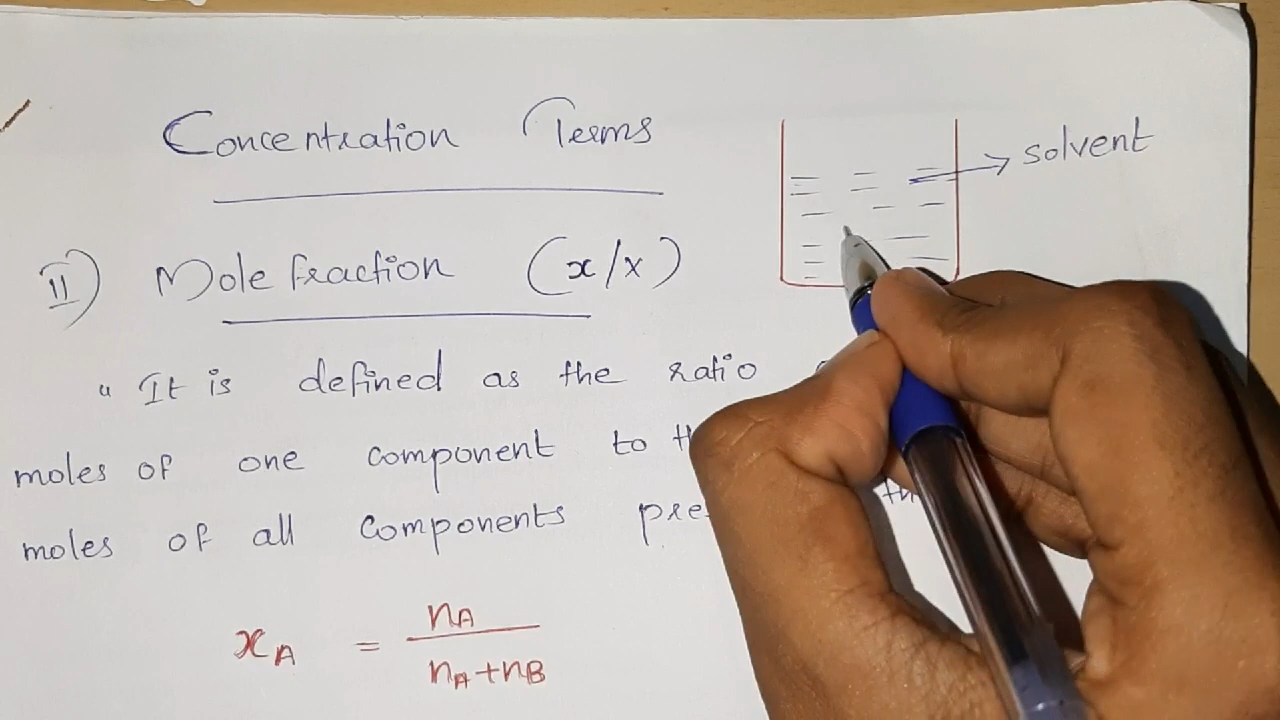 Concentration Terms
solvent
II) Mole fraction (x/x)
" It is defined as the ratio
moles of one component to
moles of all components
xA = nA / nA+nB